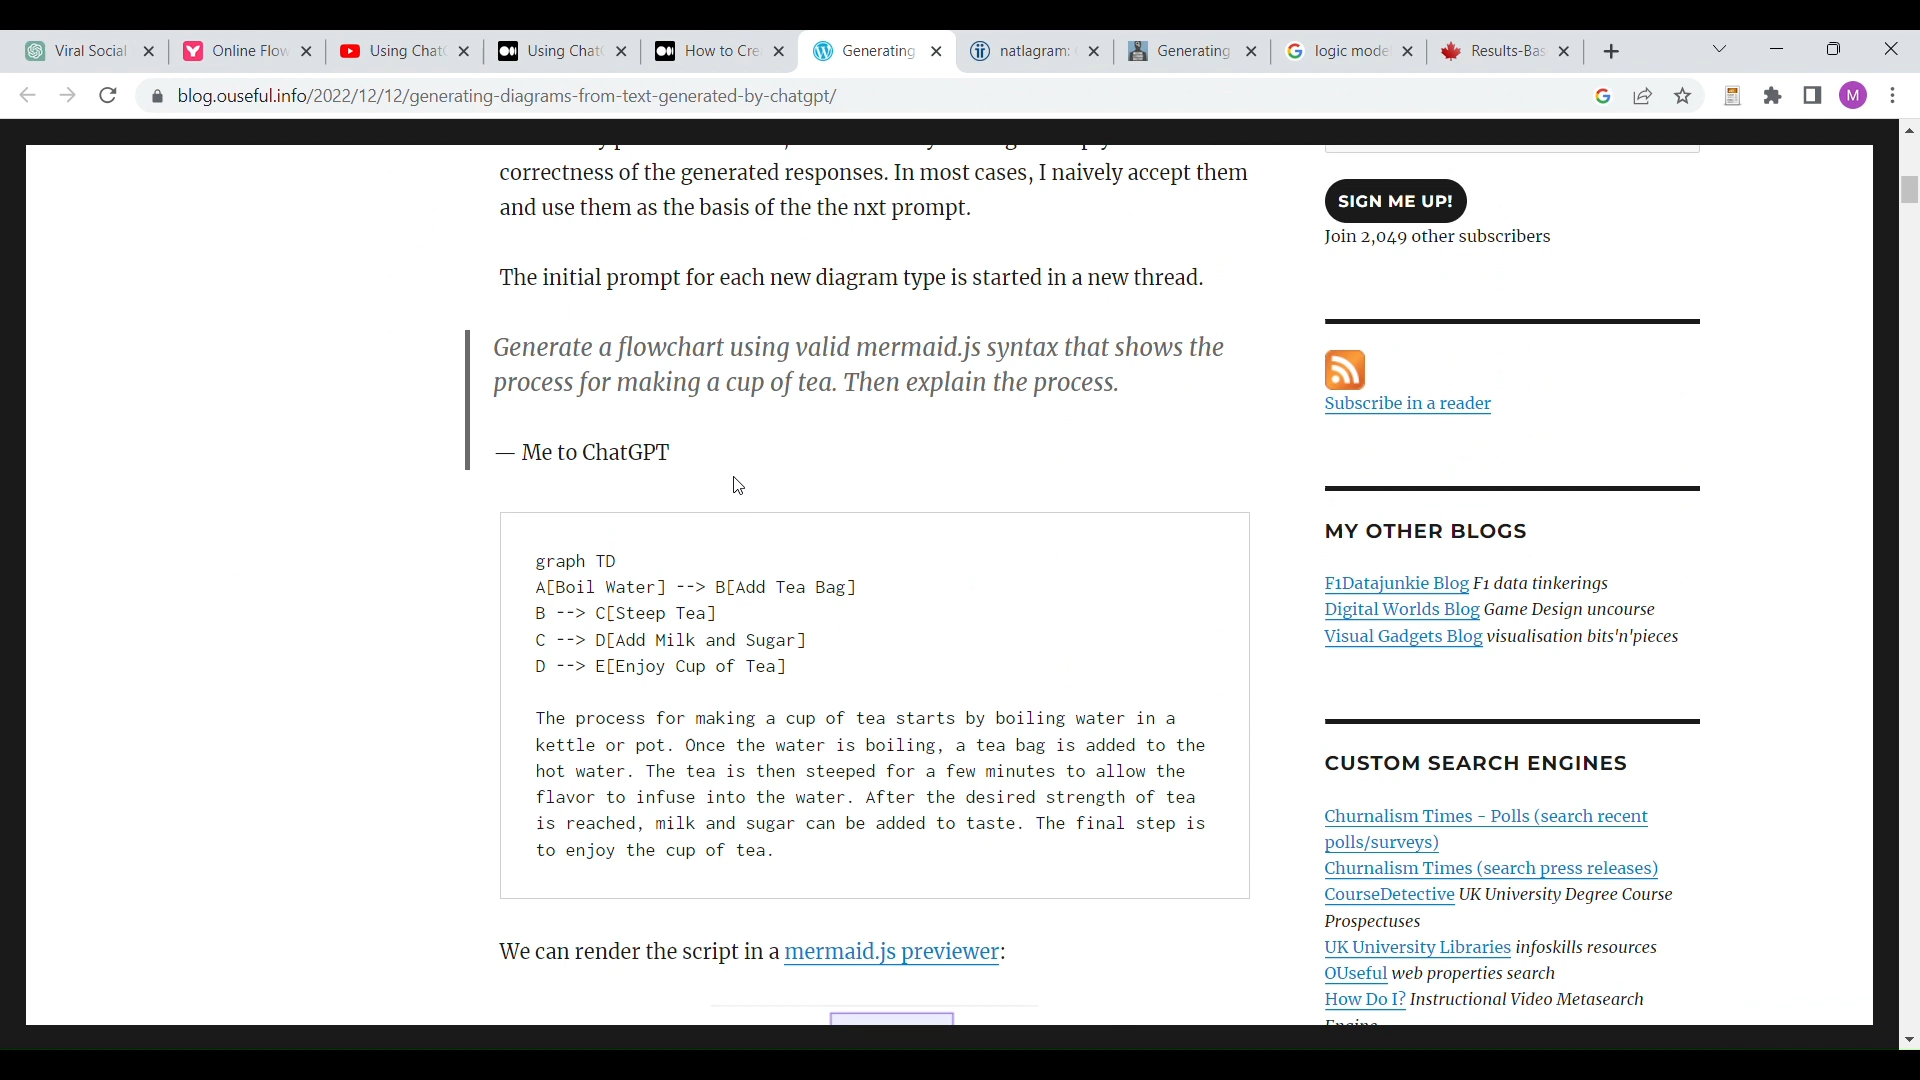 Viral Social
Online Flow
Using Chat
Using Chat
How to Cre
Generating
natlagram:
Generating
logic mode
Results-Bas
blog.ouseful.info/2022/12/12/generating-diagrams-from-text-generated-by-chatgpt/
M
correctness of the generated responses. In most cases, I naively accept them
and use them as the basis of the the nxt prompt.
The initial prompt for each new diagram type is started in a new thread.
Generate a flowchart using valid mermaid.js syntax that shows the
process for making a cup of tea. Then explain the process.
— Me to ChatGPT
graph TD
A[Boil Water] --> B[Add Tea Bag]
B --> C[Steep Tea]
C --> D[Add Milk and Sugar]
D --> E[Enjoy Cup of Tea]
The process for making a cup of tea starts by boiling water in a
kettle or pot. Once the water is boiling, a tea bag is added to the
hot water. The tea is then steeped for a few minutes to allow the
flavor to infuse into the water. After the desired strength of tea
is reached, milk and sugar can be added to taste. The final step is
to enjoy the cup of tea.
We can render the script in a mermaid.js previewer:
SIGN ME UP!
Join 2,049 other subscribers
Subscribe in a reader
MY OTHER BLOGS
F1Datajunkie Blog F1 data tinkerings
Digital Worlds Blog Game Design uncourse
Visual Gadgets Blog visualisation bits'n'pieces
CUSTOM SEARCH ENGINES
Churnalism Times - Polls (search recent
polls/surveys)
Churnalism Times (search press releases)
CourseDetective UK University Degree Course
Prospectuses
UK University Libraries infoskills resources
OUseful web properties search
How Do I? Instructional Video Metasearch